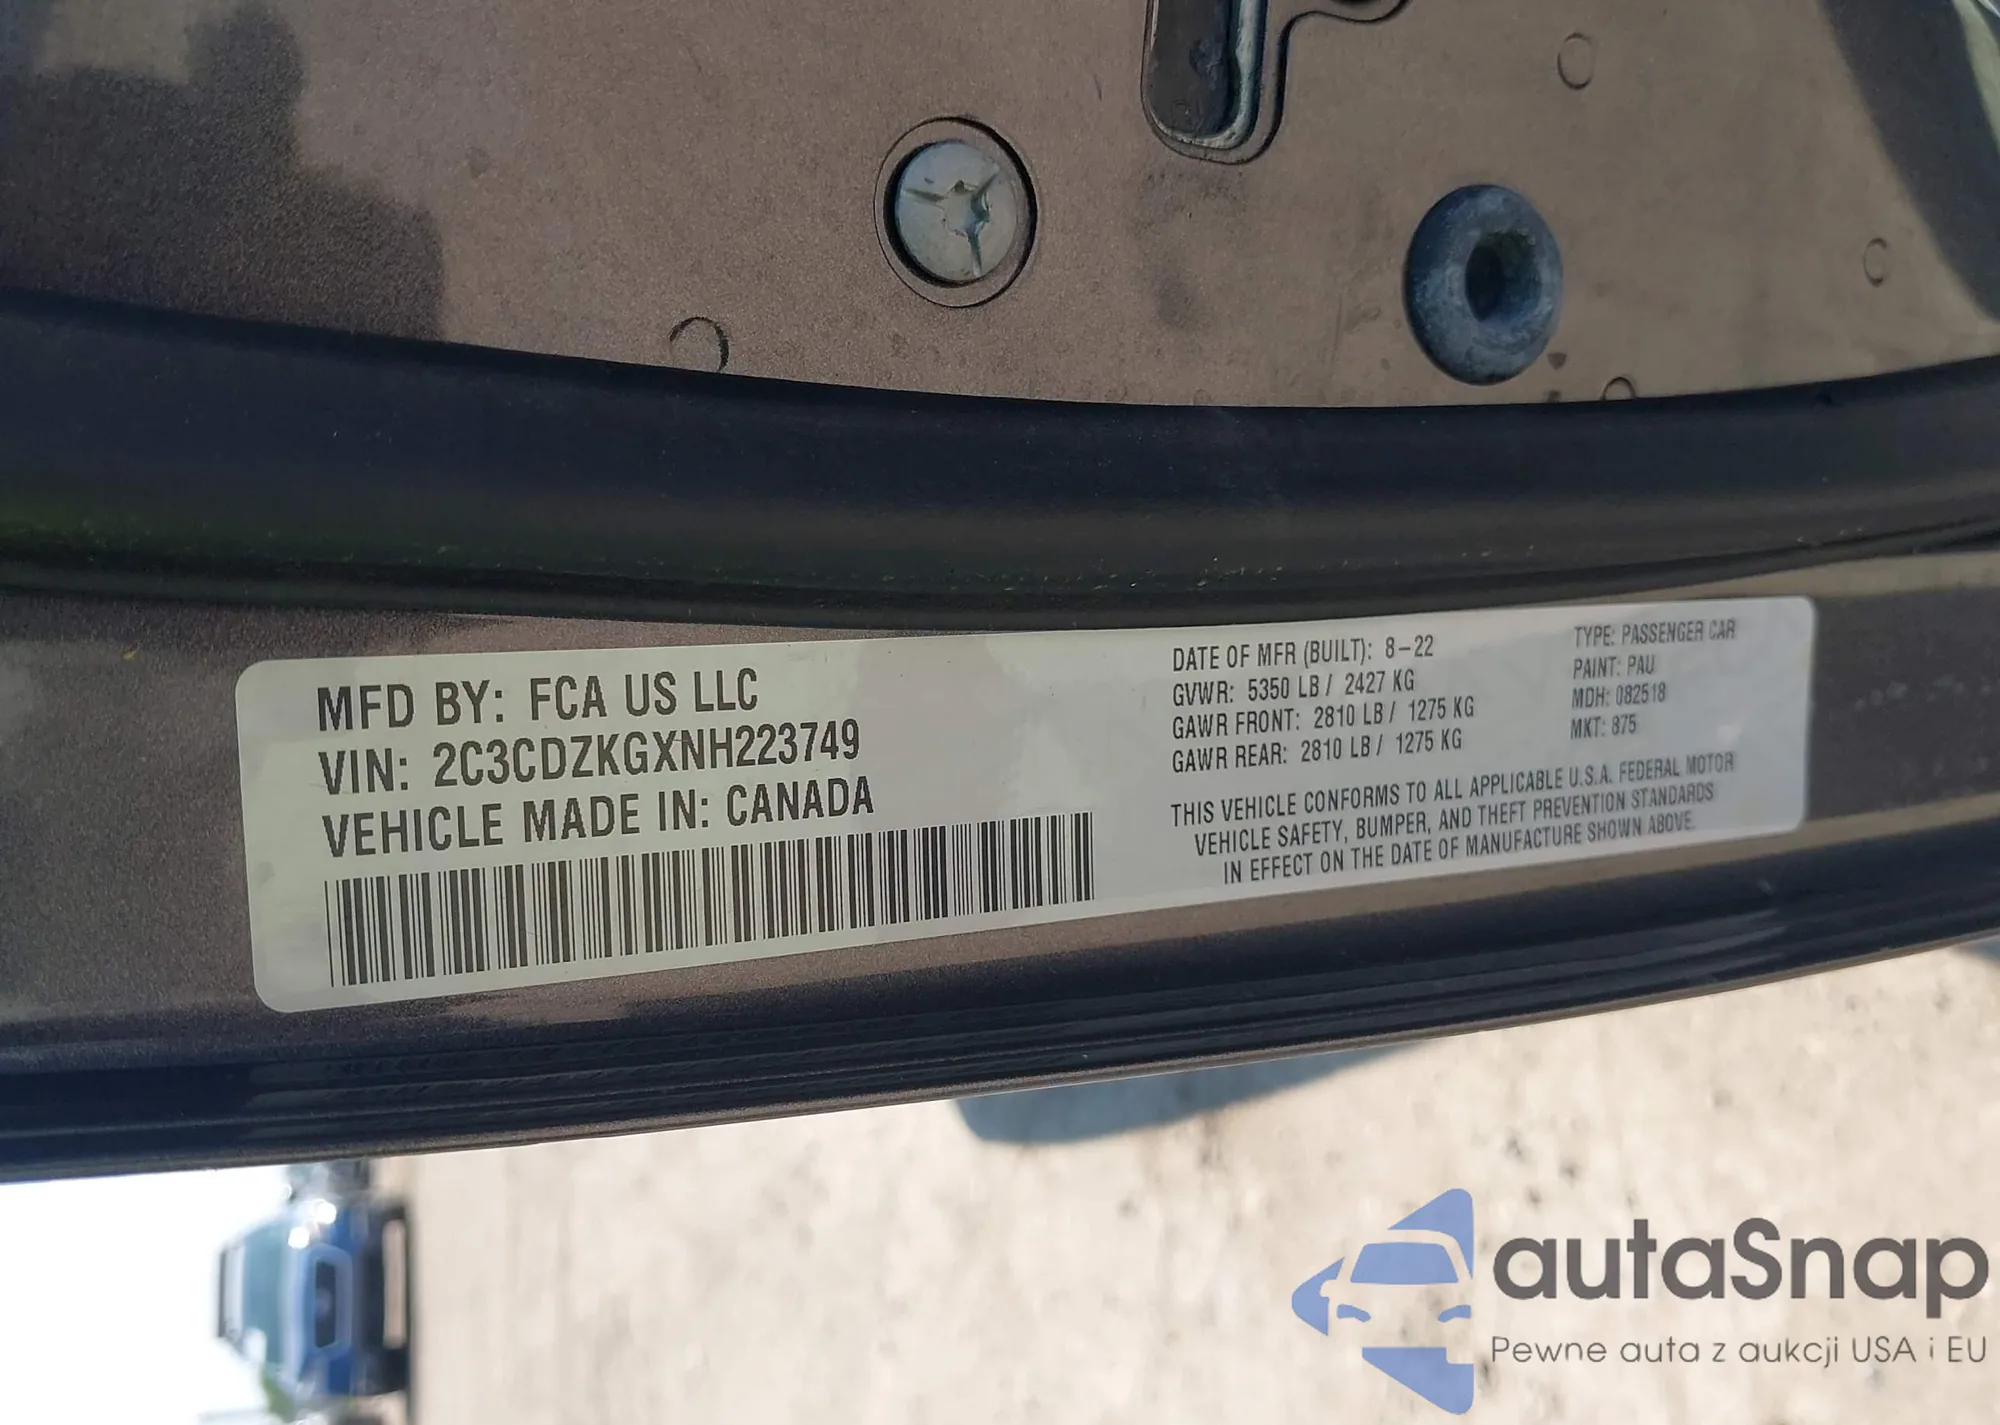 MFD BY: FCA US LLC
VIN: 2C3CDZKGXNH223749
VEHICLE MADE IN: CANADA
DATE OF MFR (BUILT): 8-22
GVWR: 5350 LB / 2427 KG
GAWR FRONT: 2810 LB / 1275 KG
GAWR REAR: 2810 LB / 1275 KG
TYPE: PASSENGER CAR
PAINT: PAU
MDH: 082518
MKT: 875
THIS VEHICLE CONFORMS TO ALL APPLICABLE U.S.A. FEDERAL MOTOR
VEHICLE SAFETY, BUMPER, AND THEFT PREVENTION STANDARDS
IN EFFECT ON THE DATE OF MANUFACTURE SHOWN ABOVE.
autaSnap
Pewne auta z aukcji USA i EU